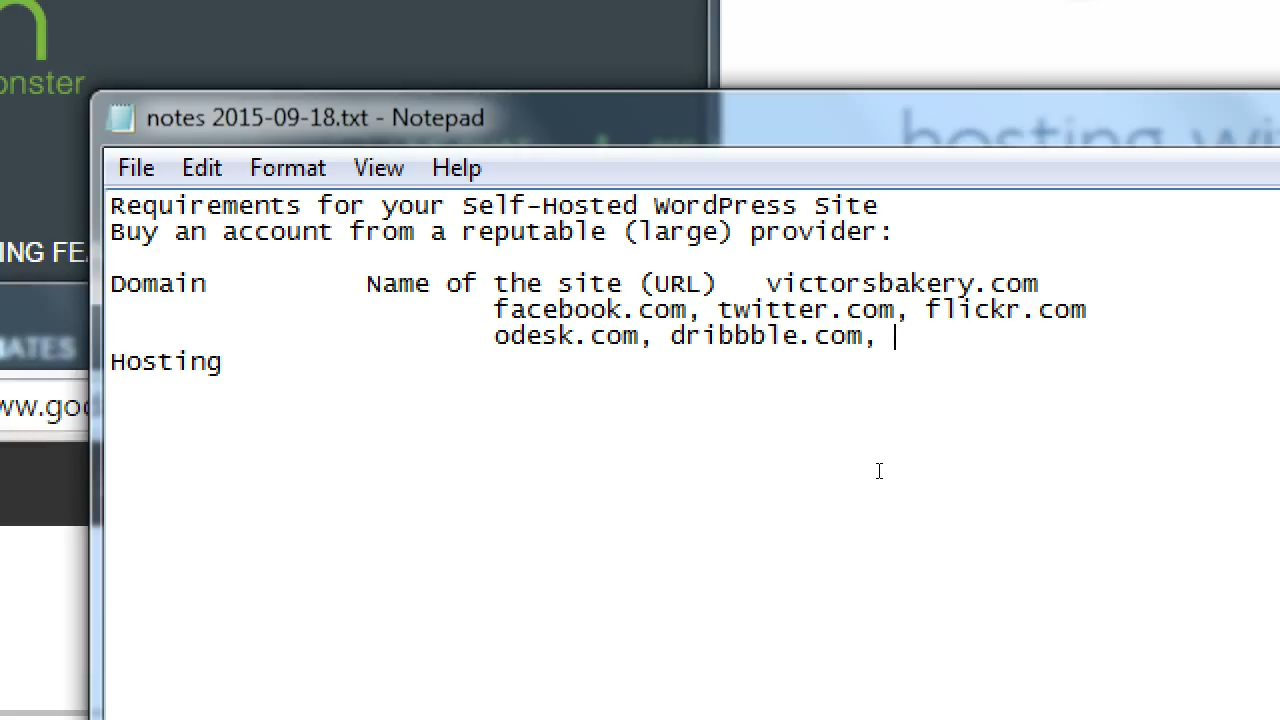 onster
notes 2015-09-18.txt - Notepad
hosting wi
File Edit Format View Help
Requirements for your Self-Hosted WordPress Site
Buy an account from a reputable (large) provider:
NG FE
Domain Name of the site (URL) victorsbakery.com
facebook.com, twitter.com, flickr.com
odesk.com, dribbble.com,
IATES
Hosting
ww.go